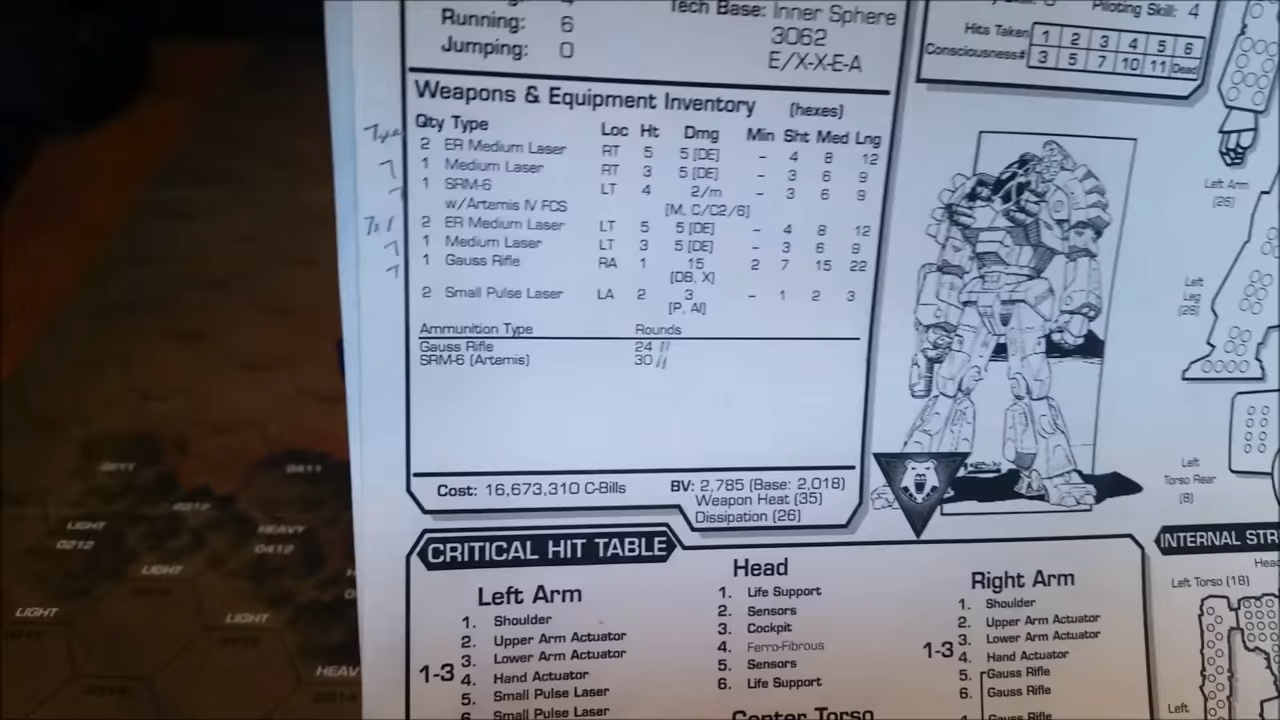 Running: 6
Jumping: 0
Tech Base: Inner Sphere
3062
E/X-X-E-A
Piloting Skill: 4
Hits Taken 1 2 3 4 5 6
Consciousness# 3 5 7 10 11 Dead
Weapons & Equipment Inventory (hexes)
Qty Type Loc Ht Dmg Min Sht Med Lng
2 ER Medium Laser RT 5 5 [DE] - 4 8 12
1 Medium Laser RT 3 5 [DE] - 3 6 9
1 SRM-6 LT 4 2/m - 3 6 9
w/Artemis IV FCS [M, C/C2/6]
2 ER Medium Laser LT 5 5 [DE] - 4 8 12
1 Medium Laser LT 3 5 [DE] - 3 6 9
1 Gauss Rifle RA 1 15 2 7 15 22
[DB, X]
2 Small Pulse Laser LA 2 3 - 1 2 3
[P, AI]
Ammunition Type Rounds
Gauss Rifle 24
SRM-6 (Artemis) 30
Cost: 16,673,310 C-Bills
BV: 2,785 (Base: 2,018)
Weapon Heat (35)
Dissipation (26)
Left Arm
(26)
Left
Leg
(26)
Left
Torso Rear
(8)
CRITICAL HIT TABLE
Left Arm
1. Shoulder
2. Upper Arm Actuator
1-3 3. Lower Arm Actuator
4. Hand Actuator
5. Small Pulse Laser
6. Small Pulse Laser
Head
1. Life Support
2. Sensors
3. Cockpit
4. Ferro-Fibrous
5. Sensors
6. Life Support
Center Torso
Right Arm
1. Shoulder
2. Upper Arm Actuator
1-3 3. Lower Arm Actuator
4. Hand Actuator
5. Gauss Rifle
6. Gauss Rifle
1. Gauss Rifle
INTERNAL STR
Head
Left Torso (18)
Left
LIGHT
0212
0212
HEAVY
0412
0411
LIGHT
LIGHT
LIGHT
HEAV